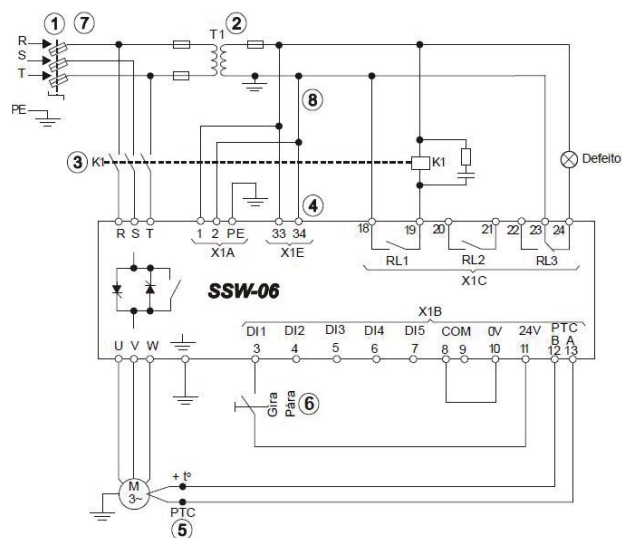 1 7 2
T1
R
S
T
PE
8
3 K1
K1
Defeito
4
R S T 1 2 PE 33 34 18 19 20 21 22 23 24
X1A X1E RL1 RL2 RL3
X1C
SSW-06
X1B
DI1 DI2 DI3 DI4 DI5 COM 0V 24V PTC
B A
U V W 3 4 5 6 7 8 9 10 11 12 13
Gira
Pára
6
+ tº
M
3~
PTC
5